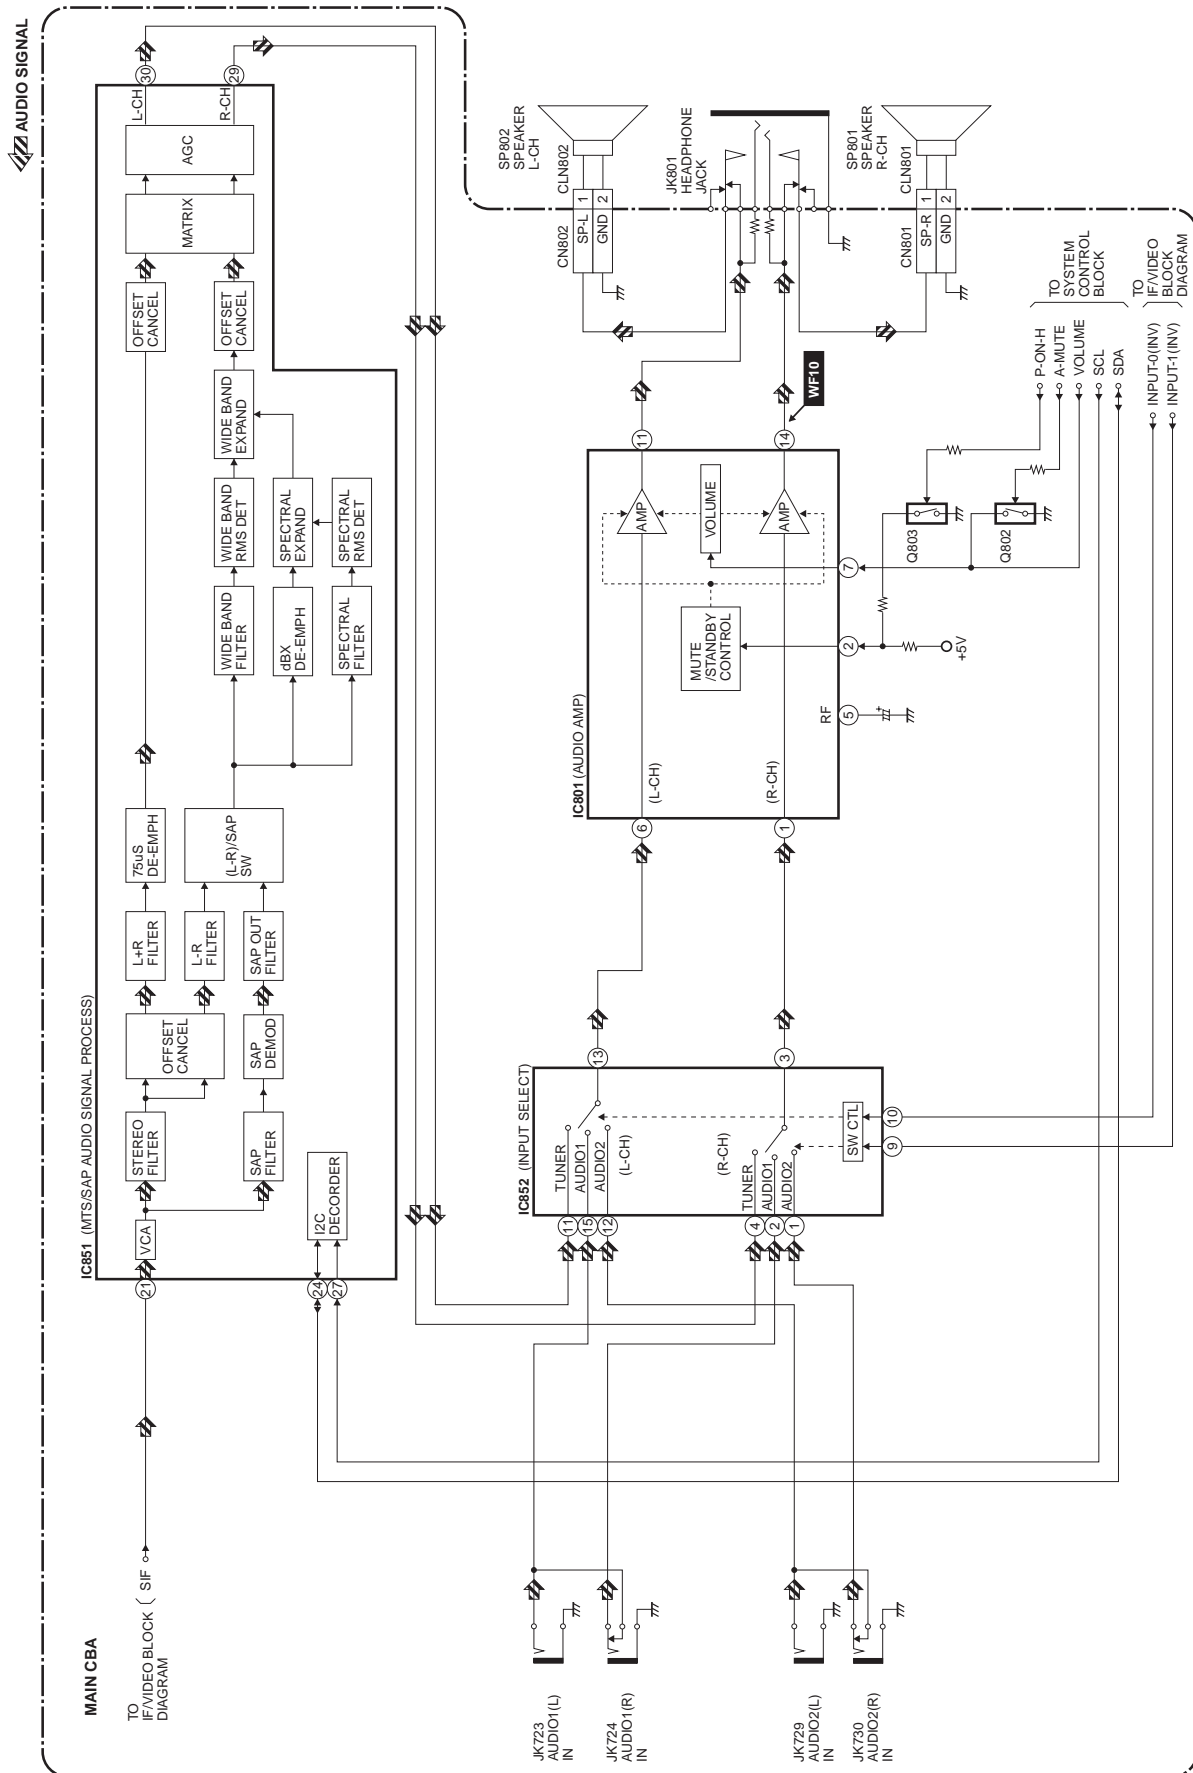 AUDIO SIGNAL
MAIN CBA
TO
IF/VIDEO BLOCK
DIAGRAM
SIF
IC851 (MTS/SAP AUDIO SIGNAL PROCESS)
21
VCA
STEREO
FILTER
SAP
FILTER
OFFSET
CANCEL
SAP
DEMOD
L+R
FILTER
L-R
FILTER
SAP OUT
FILTER
75uS
DE-EMPH
(L-R)/SAP
SW
WIDE BAND
FILTER
dBX
DE-EMPH
SPECTRAL
FILTER
WIDE BAND
RMS DET
SPECTRAL
EXPAND
SPECTRAL
RMS DET
WIDE BAND
EXPAND
OFFSET
CANCEL
OFFSET
CANCEL
MATRIX
AGC
L-CH
30
R-CH
29
I2C
DECORDER
24
27
JK723
AUDIO1(L)
IN
JK724
AUDIO1(R)
IN
JK729
AUDIO2(L)
IN
JK730
AUDIO2(R)
IN
IC852 (INPUT SELECT)
11
TUNER
15
AUDIO1
12
AUDIO2
(L-CH)
13
(R-CH)
4
TUNER
2
AUDIO1
1
AUDIO2
3
SW CTL
9
10
IC801 (AUDIO AMP)
6
(L-CH)
AMP
11
1
(R-CH)
AMP
14
VOLUME
MUTE
/STANDBY
CONTROL
RF
5
2
7
+5V
WF10
Q803
Q802
SP802
SPEAKER
L-CH
CN802
CLN802
SP-L
1
GND
2
JK801
HEADPHONE
JACK
SP801
SPEAKER
R-CH
CN801
CLN801
SP-R
1
GND
2
P-ON-H
A-MUTE
VOLUME
SCL
SDA
TO
SYSTEM
CONTROL
BLOCK
INPUT-0(INV)
INPUT-1(INV)
TO
IF/VIDEO
BLOCK
DIAGRAM